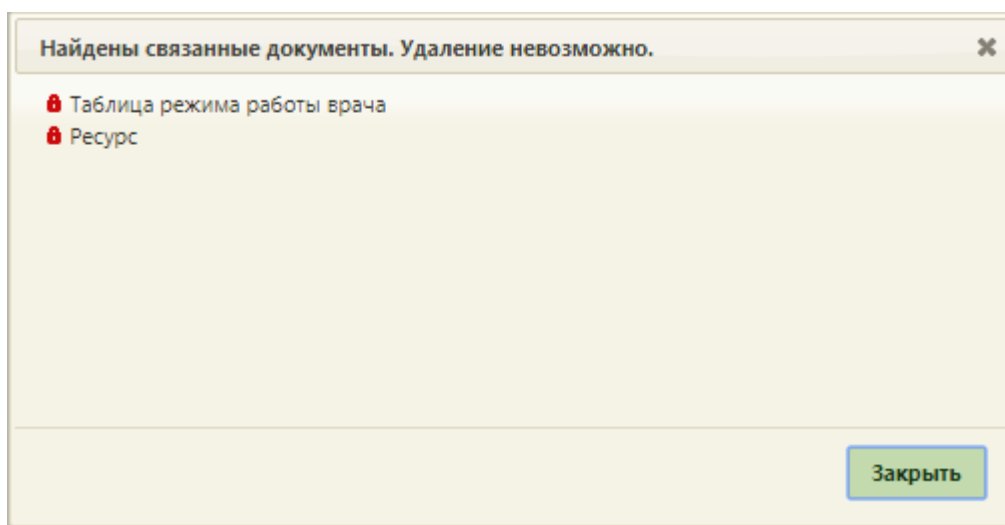 Найдены связанные документы. Удаление невозможно.
Таблица режима работы врача
Ресурс
Закрыть